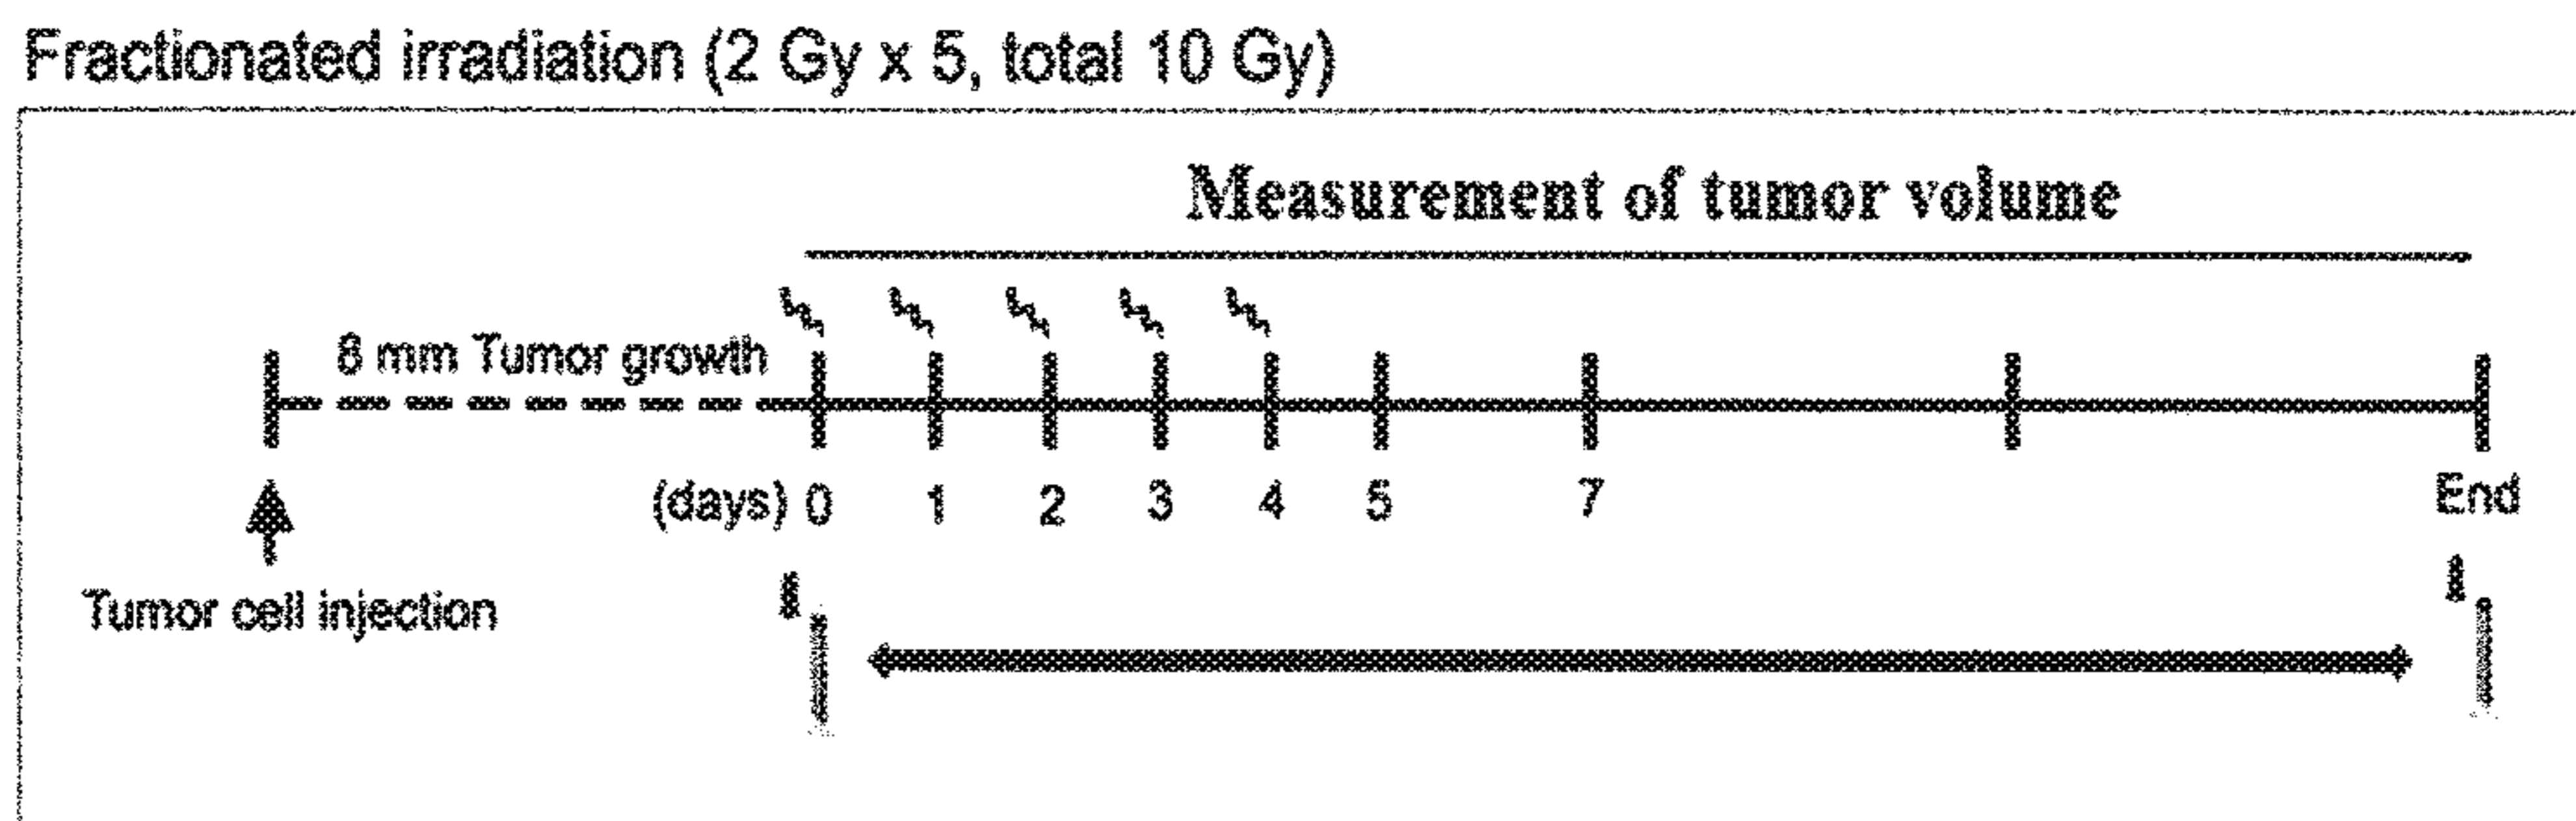 Fractionated irradiation (2 Gy x 5, total 10 Gy)
Measurement of tumor volume
8 mm Tumor growth
(days) 0 1 2 3 4 5 7 End
Tumor cell injection